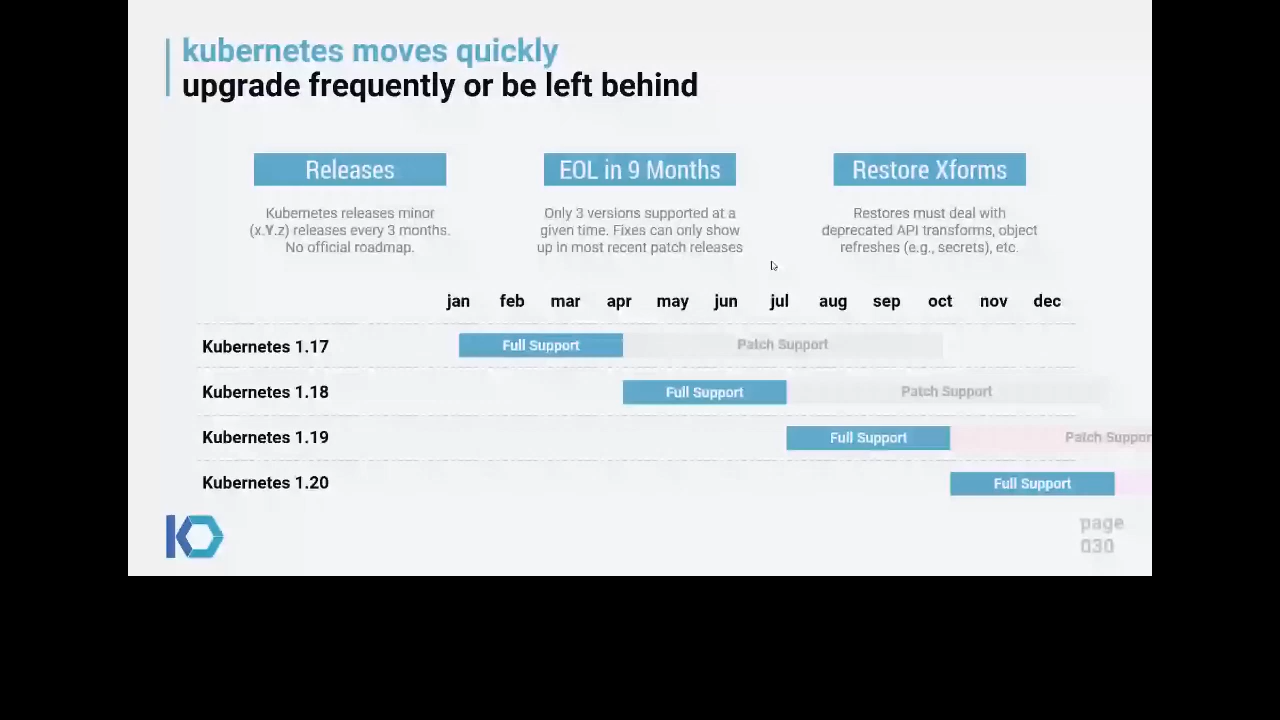 kubernetes moves quickly
upgrade frequently or be left behind
Releases
Kubernetes releases minor
(x.Y.z) releases every 3 months.
No official roadmap.
EOL in 9 Months
Only 3 versions supported at a
given time. Fixes can only show
up in most recent patch releases
Restore Xforms
Restores must deal with
deprecated API transforms, object
refreshes (e.g., secrets), etc.
jan feb mar apr may jun jul aug sep oct nov dec
Kubernetes 1.17 Full Support Patch Support
Kubernetes 1.18 Full Support Patch Support
Kubernetes 1.19 Full Support Patch Suppor
Kubernetes 1.20 Full Support
page
030